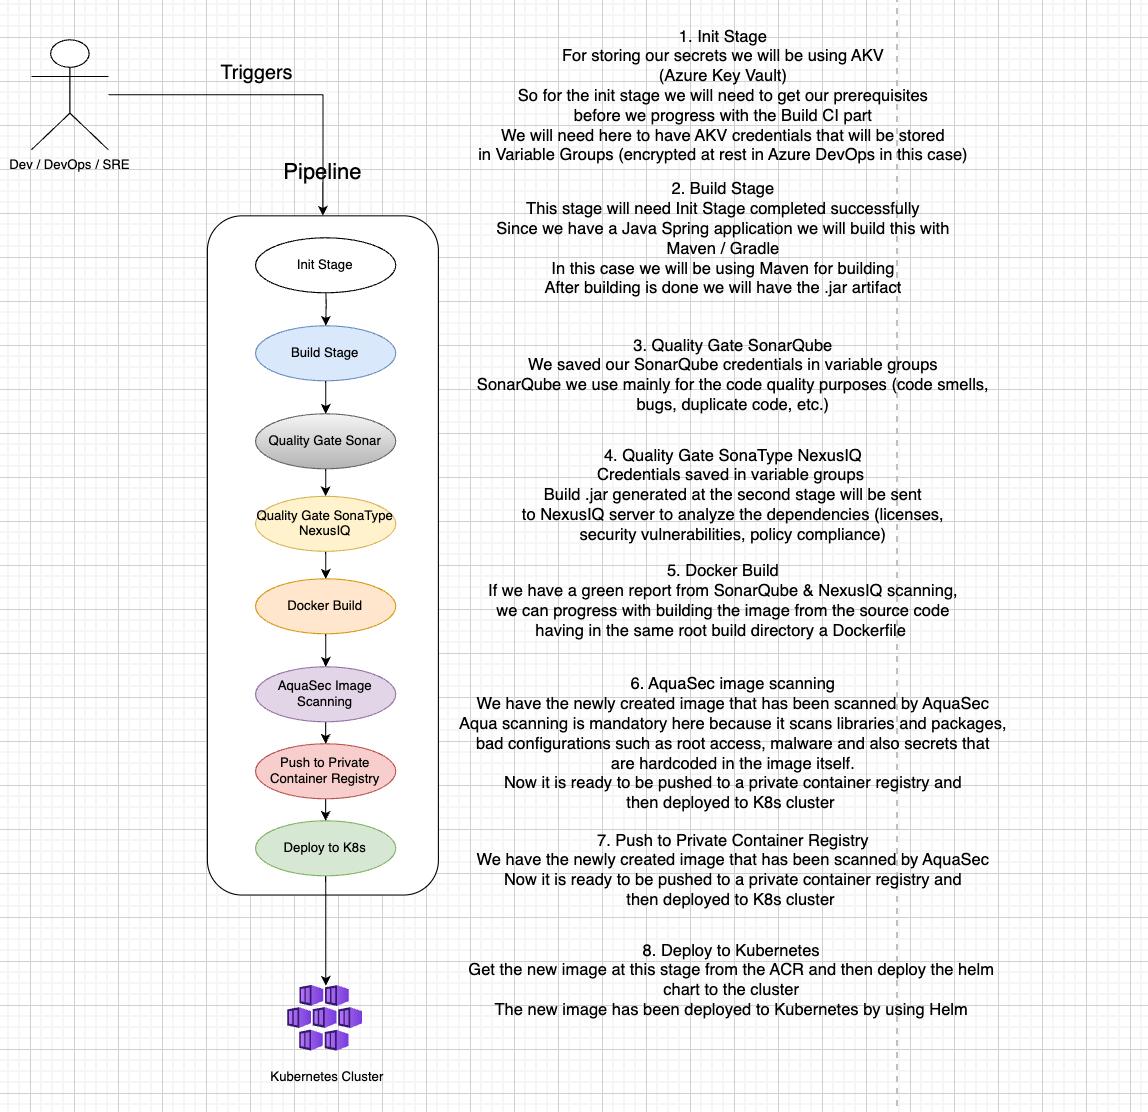 Triggers
Dev / DevOps / SRE
Pipeline
Init Stage
Build Stage
Quality Gate Sonar
Quality Gate SonaType
NexusIQ
Docker Build
AquaSec Image
Scanning
Push to Private
Container Registry
Deploy to K8s
Kubernetes Cluster
1. Init Stage
For storing our secrets we will be using AKV
(Azure Key Vault)
So for the init stage we will need to get our prerequisites
before we progress with the Build CI part
We will need here to have AKV credentials that will be stored
in Variable Groups (encrypted at rest in Azure DevOps in this case)
2. Build Stage
This stage will need Init Stage completed successfully
Since we have a Java Spring application we will build this with
Maven / Gradle
In this case we will be using Maven for building
After building is done we will have the .jar artifact
3. Quality Gate SonarQube
We saved our SonarQube credentials in variable groups
SonarQube we use mainly for the code quality purposes (code smells,
bugs, duplicate code, etc.)
4. Quality Gate SonaType NexusIQ
Credentials saved in variable groups
Build .jar generated at the second stage will be sent
to NexusIQ server to analyze the dependencies (licenses,
security vulnerabilities, policy compliance)
5. Docker Build
If we have a green report from SonarQube & NexusIQ scanning,
we can progress with building the image from the source code
having in the same root build directory a Dockerfile
6. AquaSec image scanning
We have the newly created image that has been scanned by AquaSec
Aqua scanning is mandatory here because it scans libraries and packages,
bad configurations such as root access, malware and also secrets that
are hardcoded in the image itself.
Now it is ready to be pushed to a private container registry and
then deployed to K8s cluster
7. Push to Private Container Registry
We have the newly created image that has been scanned by AquaSec
Now it is ready to be pushed to a private container registry and
then deployed to K8s cluster
8. Deploy to Kubernetes
Get the new image at this stage from the ACR and then deploy the helm
chart to the cluster
The new image has been deployed to Kubernetes by using Helm